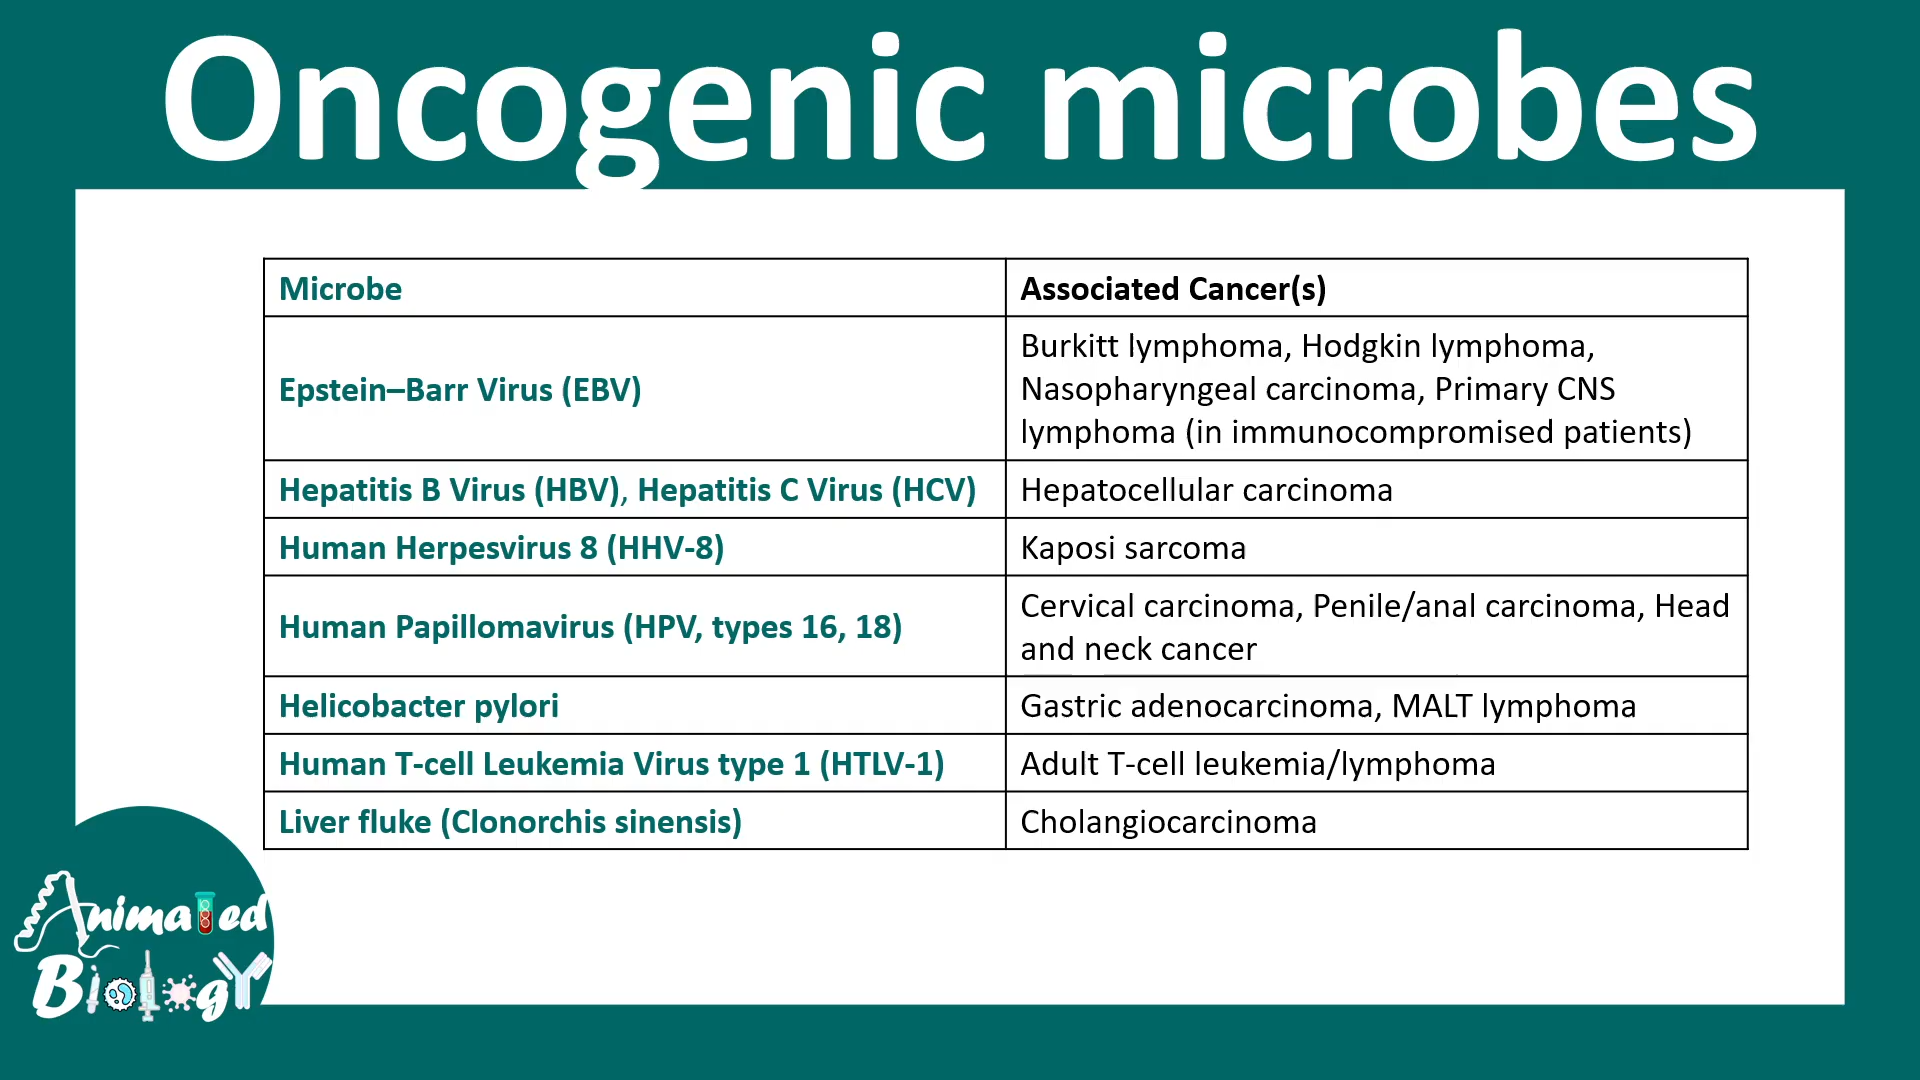 Oncogenic microbes
Microbe
Associated Cancer(s)
Epstein–Barr Virus (EBV)
Burkitt lymphoma, Hodgkin lymphoma,
Nasopharyngeal carcinoma, Primary CNS
lymphoma (in immunocompromised patients)
Hepatitis B Virus (HBV), Hepatitis C Virus (HCV)
Hepatocellular carcinoma
Human Herpesvirus 8 (HHV-8)
Kaposi sarcoma
Human Papillomavirus (HPV, types 16, 18)
Cervical carcinoma, Penile/anal carcinoma, Head
and neck cancer
Helicobacter pylori
Gastric adenocarcinoma, MALT lymphoma
Human T-cell Leukemia Virus type 1 (HTLV-1)
Adult T-cell leukemia/lymphoma
Liver fluke (Clonorchis sinensis)
Cholangiocarcinoma
Animated
Biology